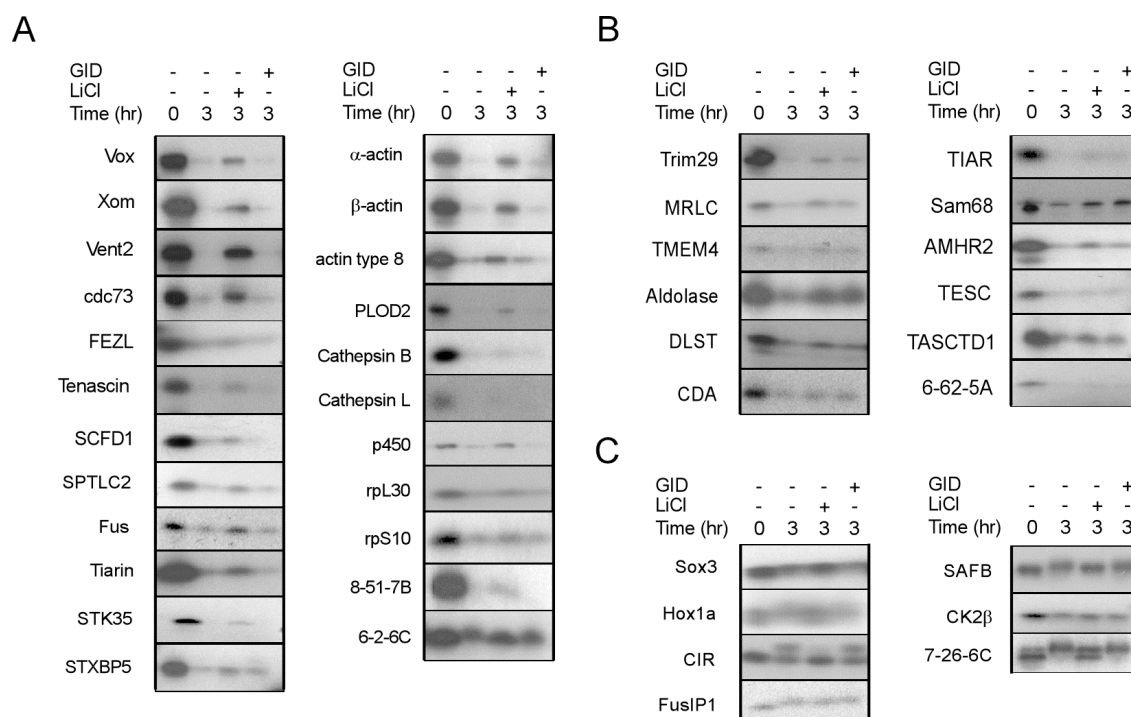 A
GID - - - +
LiCl - - + -
Time (hr) 0 3 3 3
Vox
Xom
Vent2
cdc73
FEZL
Tenascin
SCFD1
SPTLC2
Fus
Tiarin
STK35
STXBP5
GID - - - +
LiCl - - + -
Time (hr) 0 3 3 3
α-actin
β-actin
actin type 8
PLOD2
Cathepsin B
Cathepsin L
p450
rpL30
rpS10
8-51-7B
6-2-6C
B
GID - - - +
LiCl - - + -
Time (hr) 0 3 3 3
Trim29
MRLC
TMEM4
Aldolase
DLST
CDA
GID - - - +
LiCl - - + -
Time (hr) 0 3 3 3
TIAR
Sam68
AMHR2
TESC
TASCTD1
6-62-5A
C
GID - - - +
LiCl - - + -
Time (hr) 0 3 3 3
Sox3
Hox1a
CIR
FusIP1
GID - - - +
LiCl - - + -
Time (hr) 0 3 3 3
SAFB
CK2β
7-26-6C